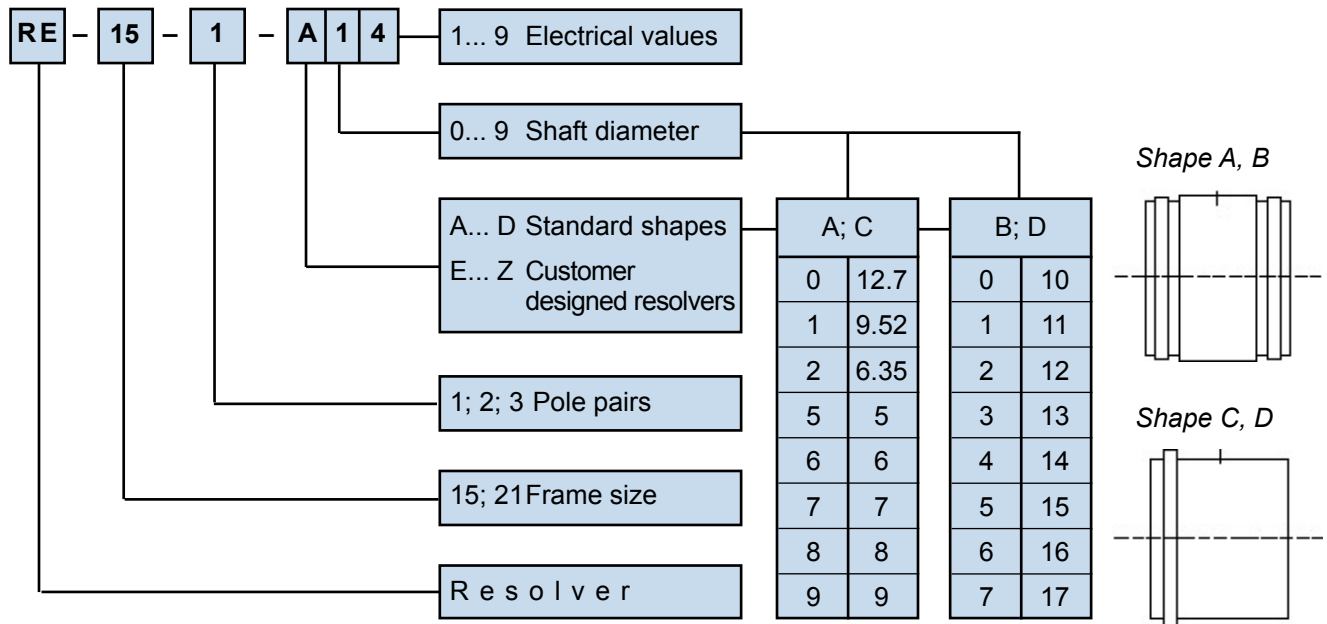 RE – 15 – 1 – A 1 4
1... 9 Electrical values
0... 9 Shaft diameter
A... D Standard shapes
E... Z Customer
designed resolvers
1; 2; 3 Pole pairs
15; 21 Frame size
R e s o l v e r
A; C
0 12.7
1 9.52
2 6.35
5 5
6 6
7 7
8 8
9 9
B; D
0 10
1 11
2 12
3 13
4 14
5 15
6 16
7 17
Shape A, B
Shape C, D